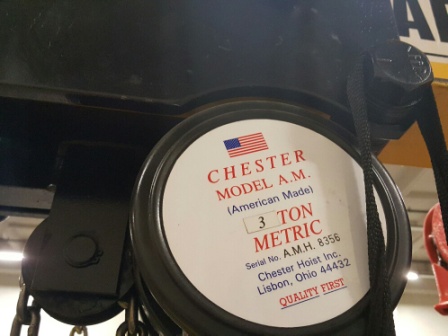 CHESTER
MODEL A.M.
(American Made)
3 TON
METRIC
Serial No. A.M.H. 8356
Chester Hoist Inc.
Lisbon, Ohio 44432
QUALITY FIRST